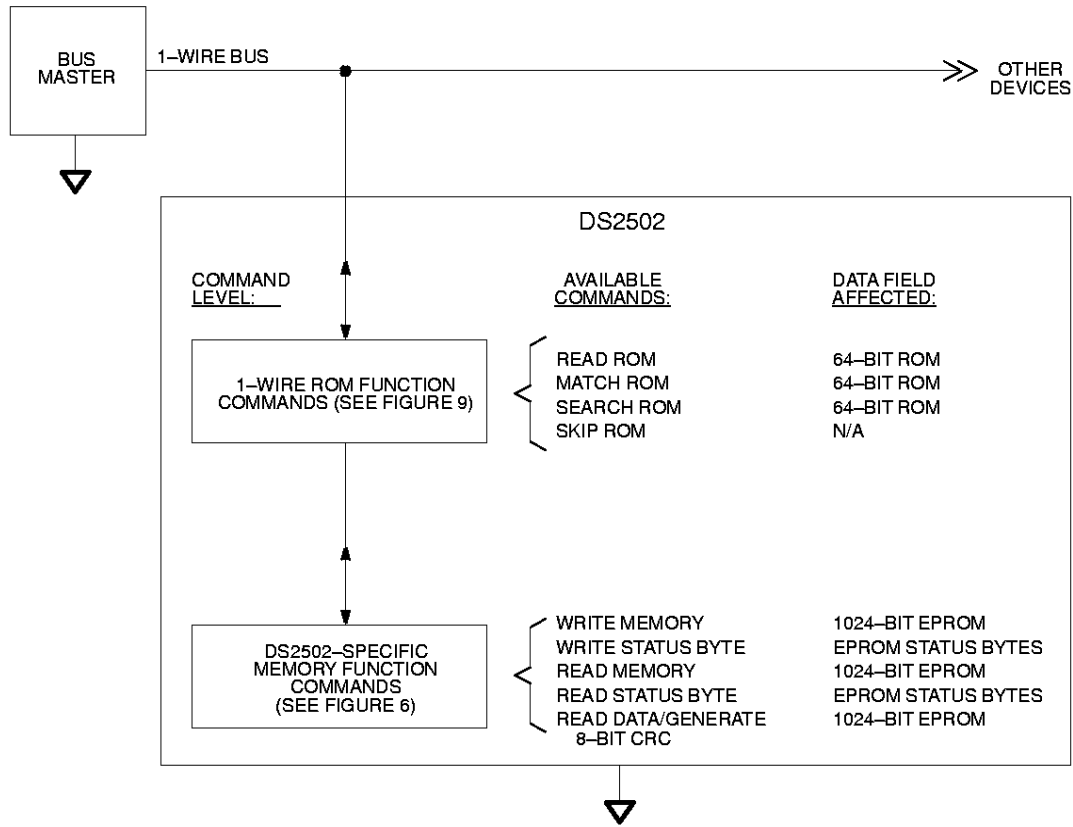 BUS
MASTER
1–WIRE BUS
OTHER
DEVICES
DS2502
COMMAND
LEVEL:
AVAILABLE
COMMANDS:
DATA FIELD
AFFECTED:
1–WIRE ROM FUNCTION
COMMANDS (SEE FIGURE 9)
READ ROM 64–BIT ROM
MATCH ROM 64–BIT ROM
SEARCH ROM 64–BIT ROM
SKIP ROM N/A
DS2502–SPECIFIC
MEMORY FUNCTION
COMMANDS
(SEE FIGURE 6)
WRITE MEMORY 1024–BIT EPROM
WRITE STATUS BYTE EPROM STATUS BYTES
READ MEMORY 1024–BIT EPROM
READ STATUS BYTE EPROM STATUS BYTES
READ DATA/GENERATE 1024–BIT EPROM
8–BIT CRC